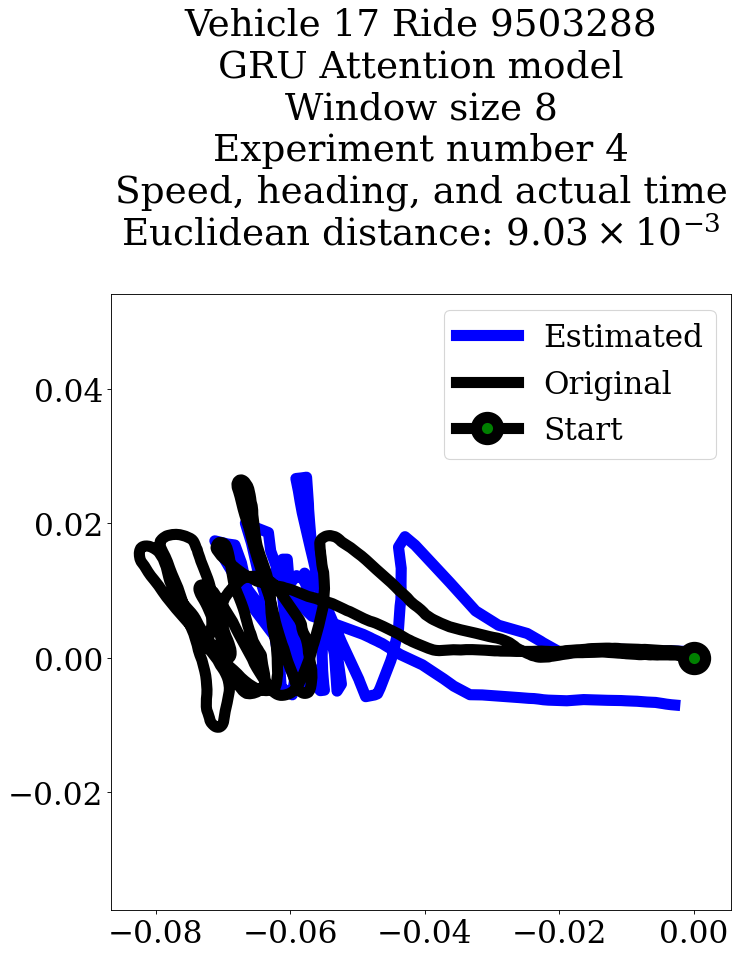 Vehicle 17 Ride 9503288
GRU Attention model
Window size 8
Experiment number 4
Speed, heading, and actual time
Euclidean distance: 9.03 × 10⁻³
Estimated
Original
Start
0.04
0.02
0.00
−0.02
−0.08 −0.06 −0.04 −0.02 0.00